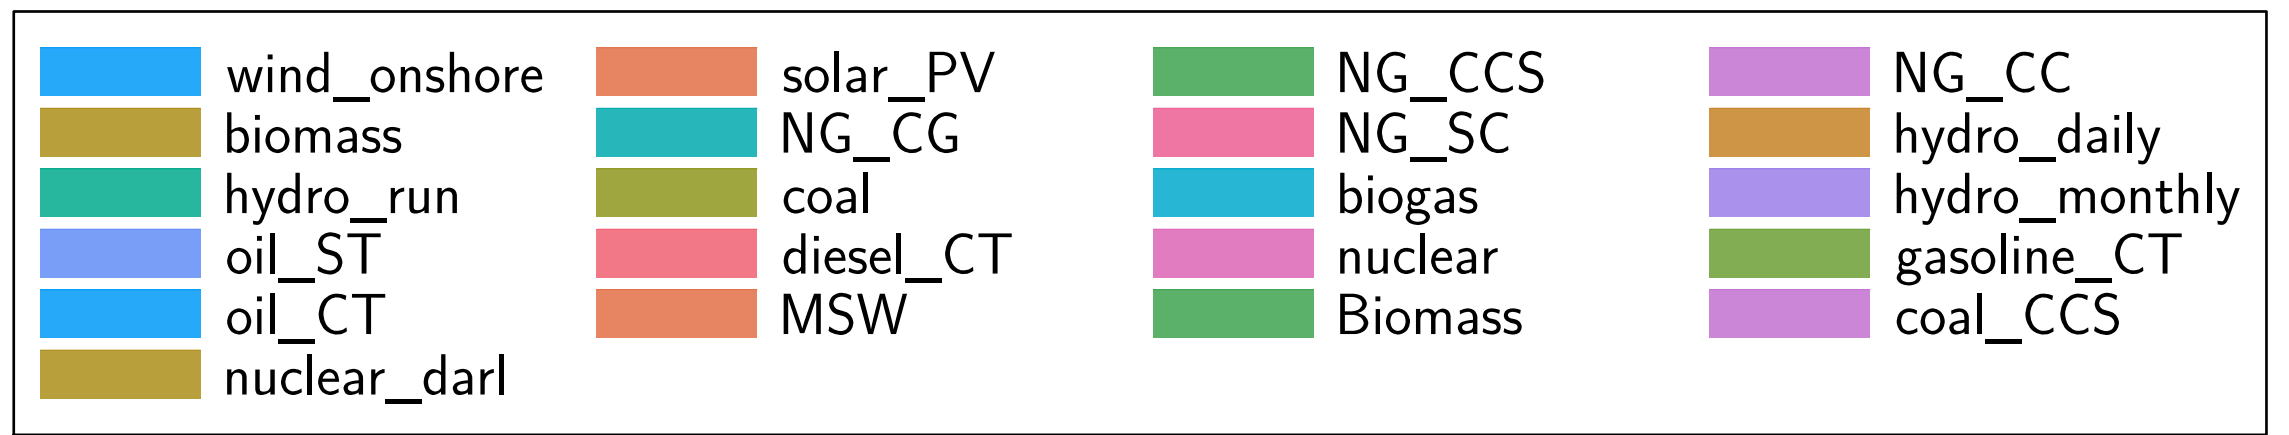 wind_onshore solar_PV NG_CCS NG_CC
biomass NG_CG NG_SC hydro_daily
hydro_run coal biogas hydro_monthly
oil_ST diesel_CT nuclear gasoline_CT
oil_CT MSW Biomass coal_CCS
nuclear_darl